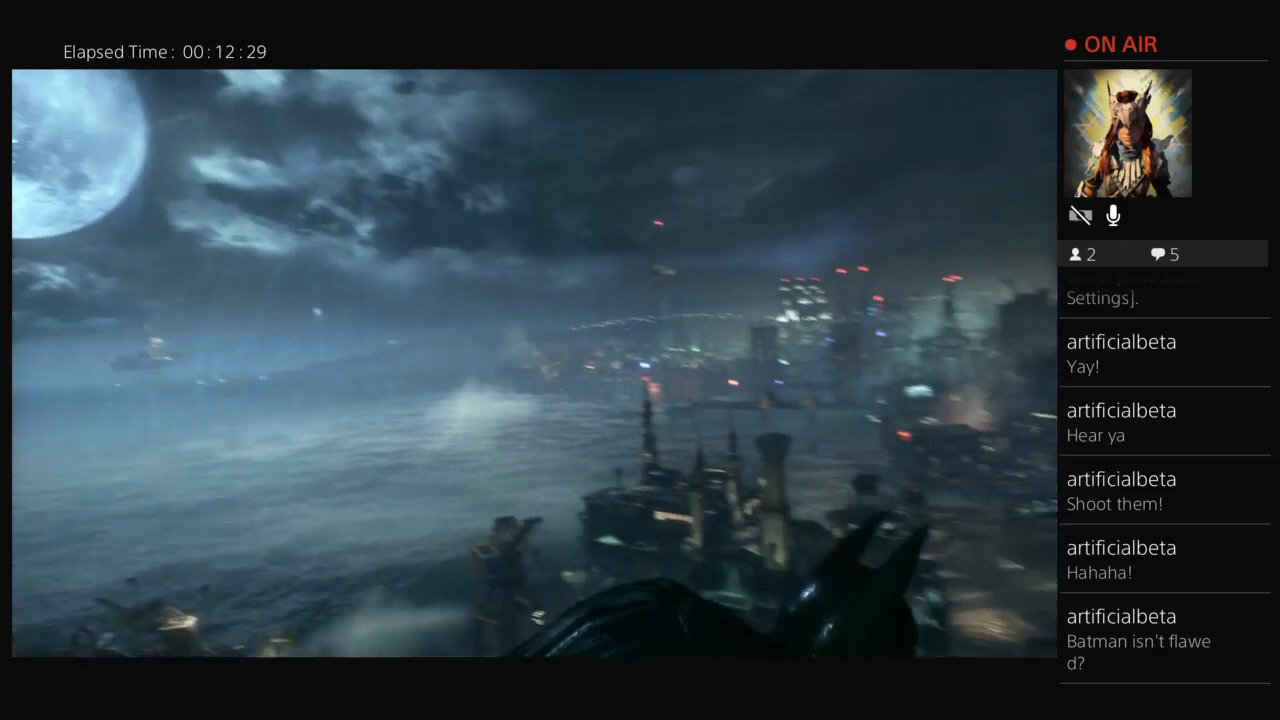 Elapsed Time: 00:12:29
ON AIR
2
5
Settings].
artificialbeta
Yay!
artificialbeta
Hear ya
artificialbeta
Shoot them!
artificialbeta
Hahaha!
artificialbeta
Batman isn't flawe
d?